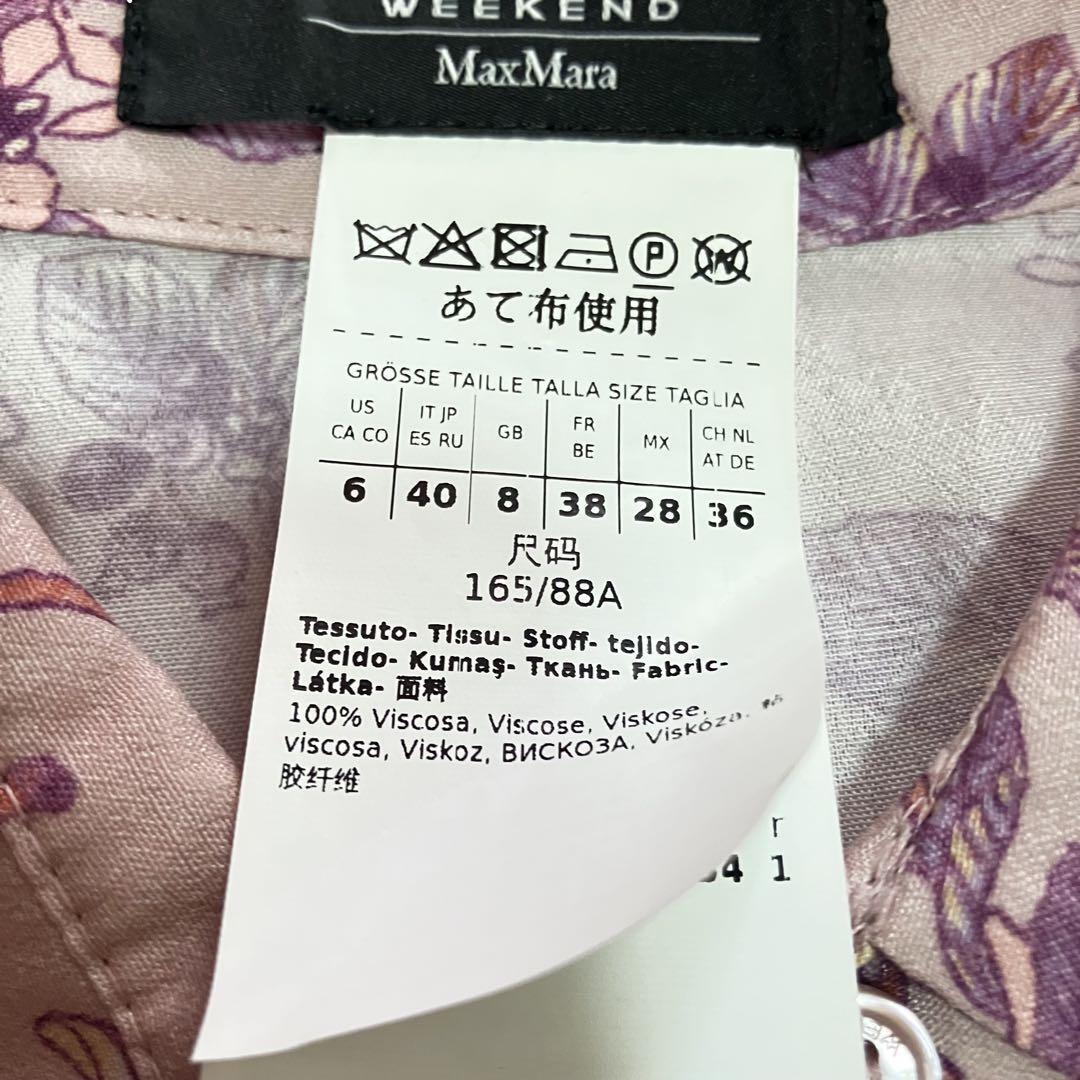 WEEKEND
MaxMara
P
あて布使用
GRÖSSE TAILLE TALLA SIZE TAGLIA
US IT JP GB FR MX CH NL
CA CO ES RU BE AT DE
6 40 8 38 28 36
尺码
165/88A
Tessuto- Tissu- Stoff- tejido-
Tecido- Kumaş- Ткань- Fabric-
Látka- 面料
100% Viscosa, Viscose, Viskose,
viscosa, Viskoz, ВИСКОЗА, Viskóza,
胶纤维
r
4 1